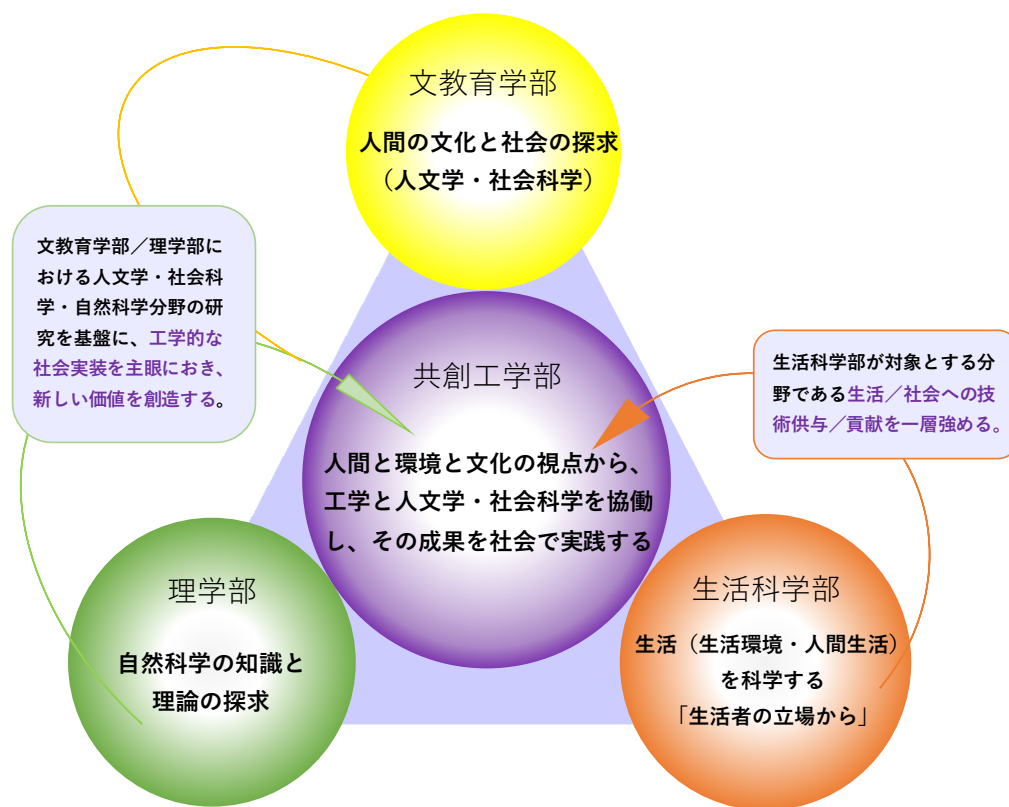 文教育学部
人間の文化と社会の探求
（人文学・社会科学）
文教育学部／理学部に
おける人文学・社会科
学・自然科学分野の研
究を基盤に、工学的な
社会実装を主眼におき、
新しい価値を創造する。
共創工学部
人間と環境と文化の視点から、
工学と人文学・社会科学を協働
し、その成果を社会で実践する
生活科学部が対象とする分
野である生活／社会への技
術供与／貢献を一層強める。
理学部
自然科学の知識と
理論の探求
生活科学部
生活（生活環境・人間生活）
を科学する
「生活者の立場から」